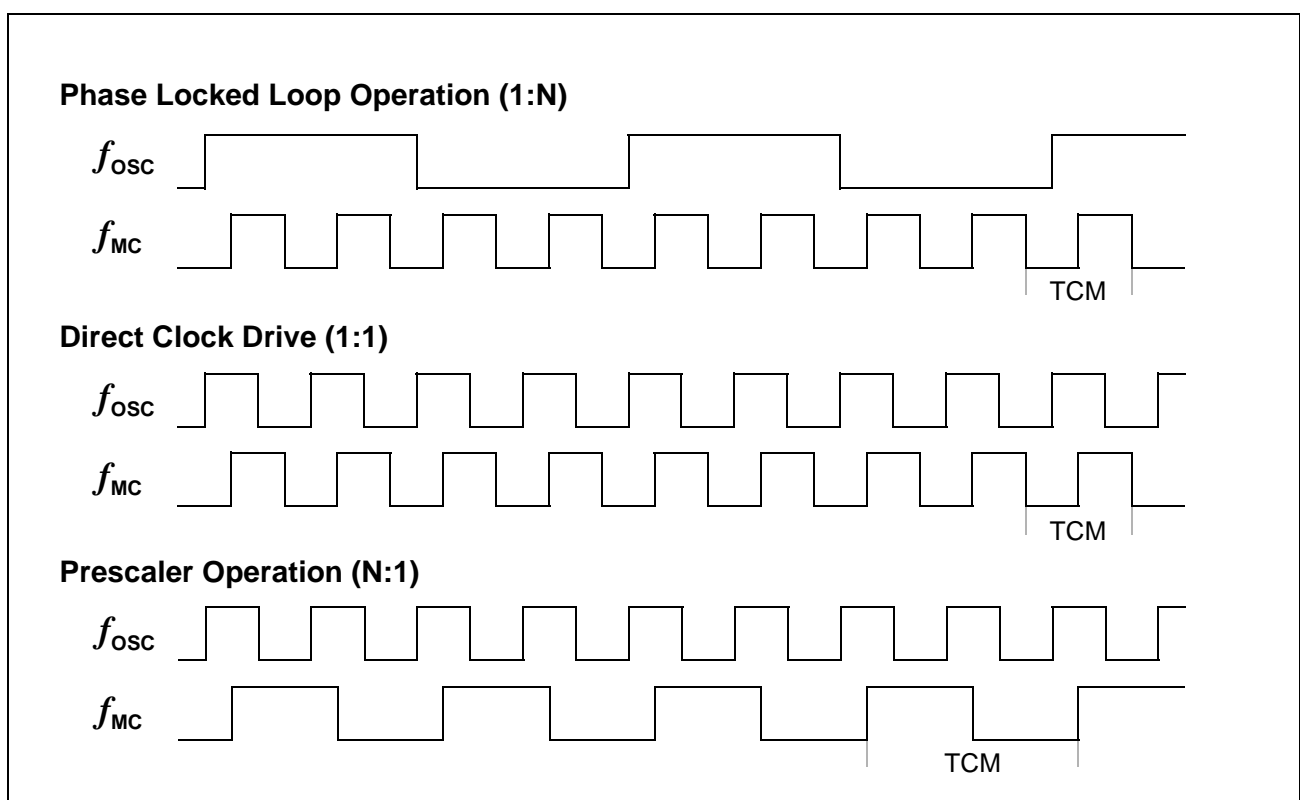 Phase Locked Loop Operation (1:N)
fOSC
fMC
TCM
Direct Clock Drive (1:1)
fOSC
fMC
TCM
Prescaler Operation (N:1)
fOSC
fMC
TCM